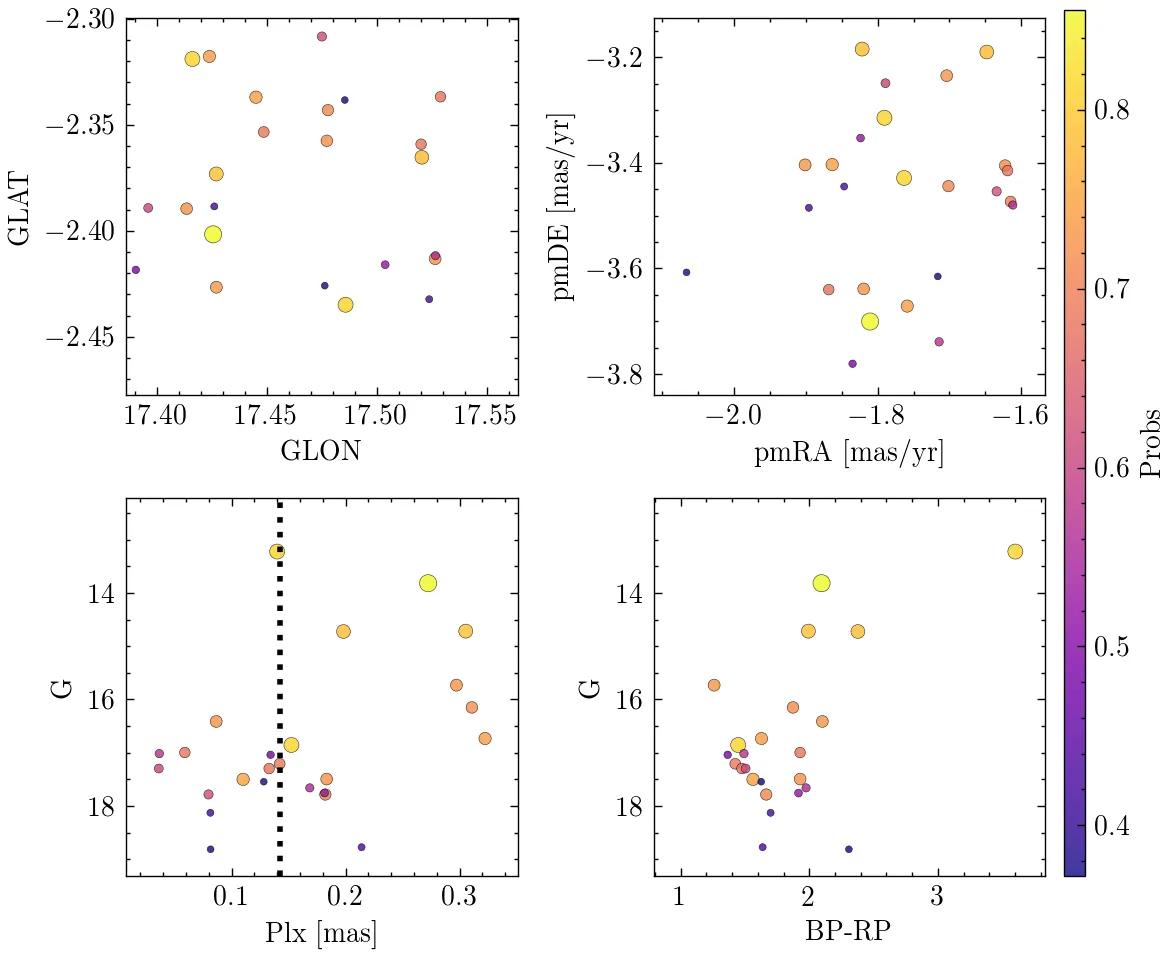 −2.30
−2.35
−2.40
−2.45
GLAT
17.40 17.45 17.50 17.55
GLON
−3.2
−3.4
−3.6
−3.8
pmDE [mas/yr]
−2.0 −1.8 −1.6
pmRA [mas/yr]
14
16
18
G
0.1 0.2 0.3
Plx [mas]
14
16
18
G
1 2 3
BP-RP
0.8
0.7
0.6
0.5
0.4
Probs